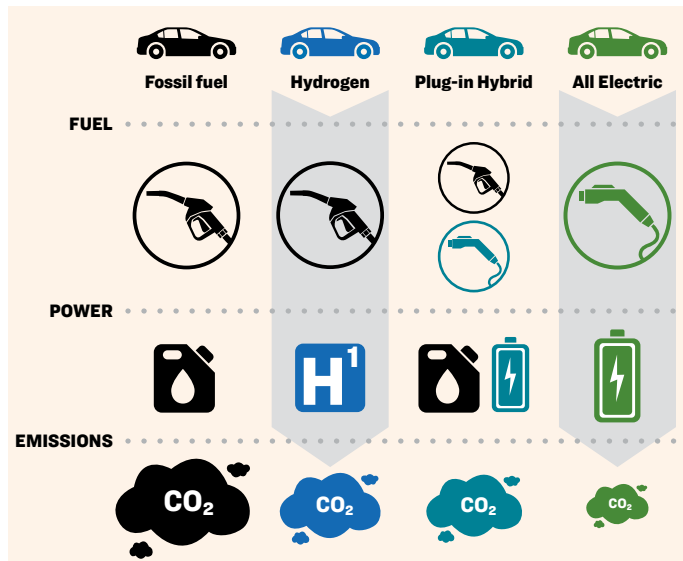 Fossil fuel
Hydrogen
Plug-in Hybrid
All Electric
FUEL
POWER
H¹
EMISSIONS
CO₂
CO₂
CO₂
CO₂